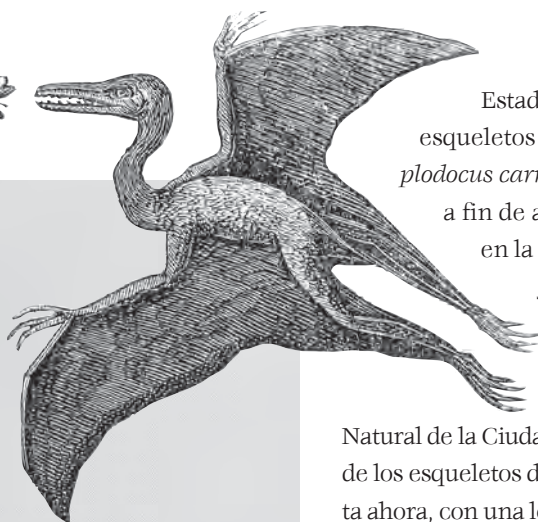 Estad
esqueletos
plodocus carn
a fin de a
en la
Natural de la Ciuda
de los esqueletos d
ta ahora, con una l